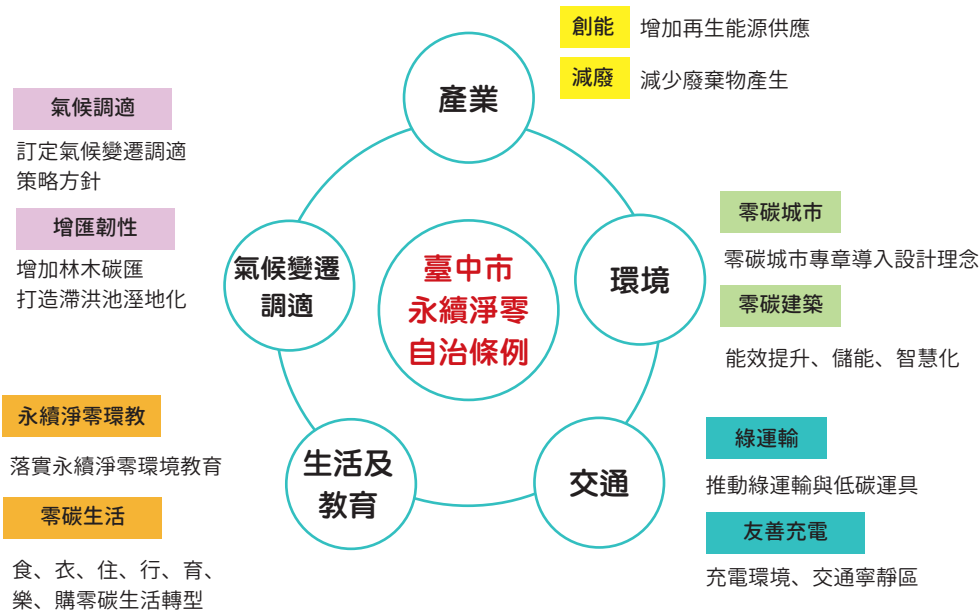 創能
增加再生能源供應
減廢
減少廢棄物產生
產業
氣候調適
訂定氣候變遷調適
策略方針
增匯韌性
增加林木碳匯
打造滯洪池溼地化
氣候變遷
調適
臺中市
永續淨零
自治條例
環境
零碳城市
零碳城市專章導入設計理念
零碳建築
能效提升、儲能、智慧化
永續淨零環教
落實永續淨零環境教育
零碳生活
食、衣、住、行、育、
樂、購零碳生活轉型
生活及
教育
交通
綠運輸
推動綠運輸與低碳運具
友善充電
充電環境、交通寧靜區